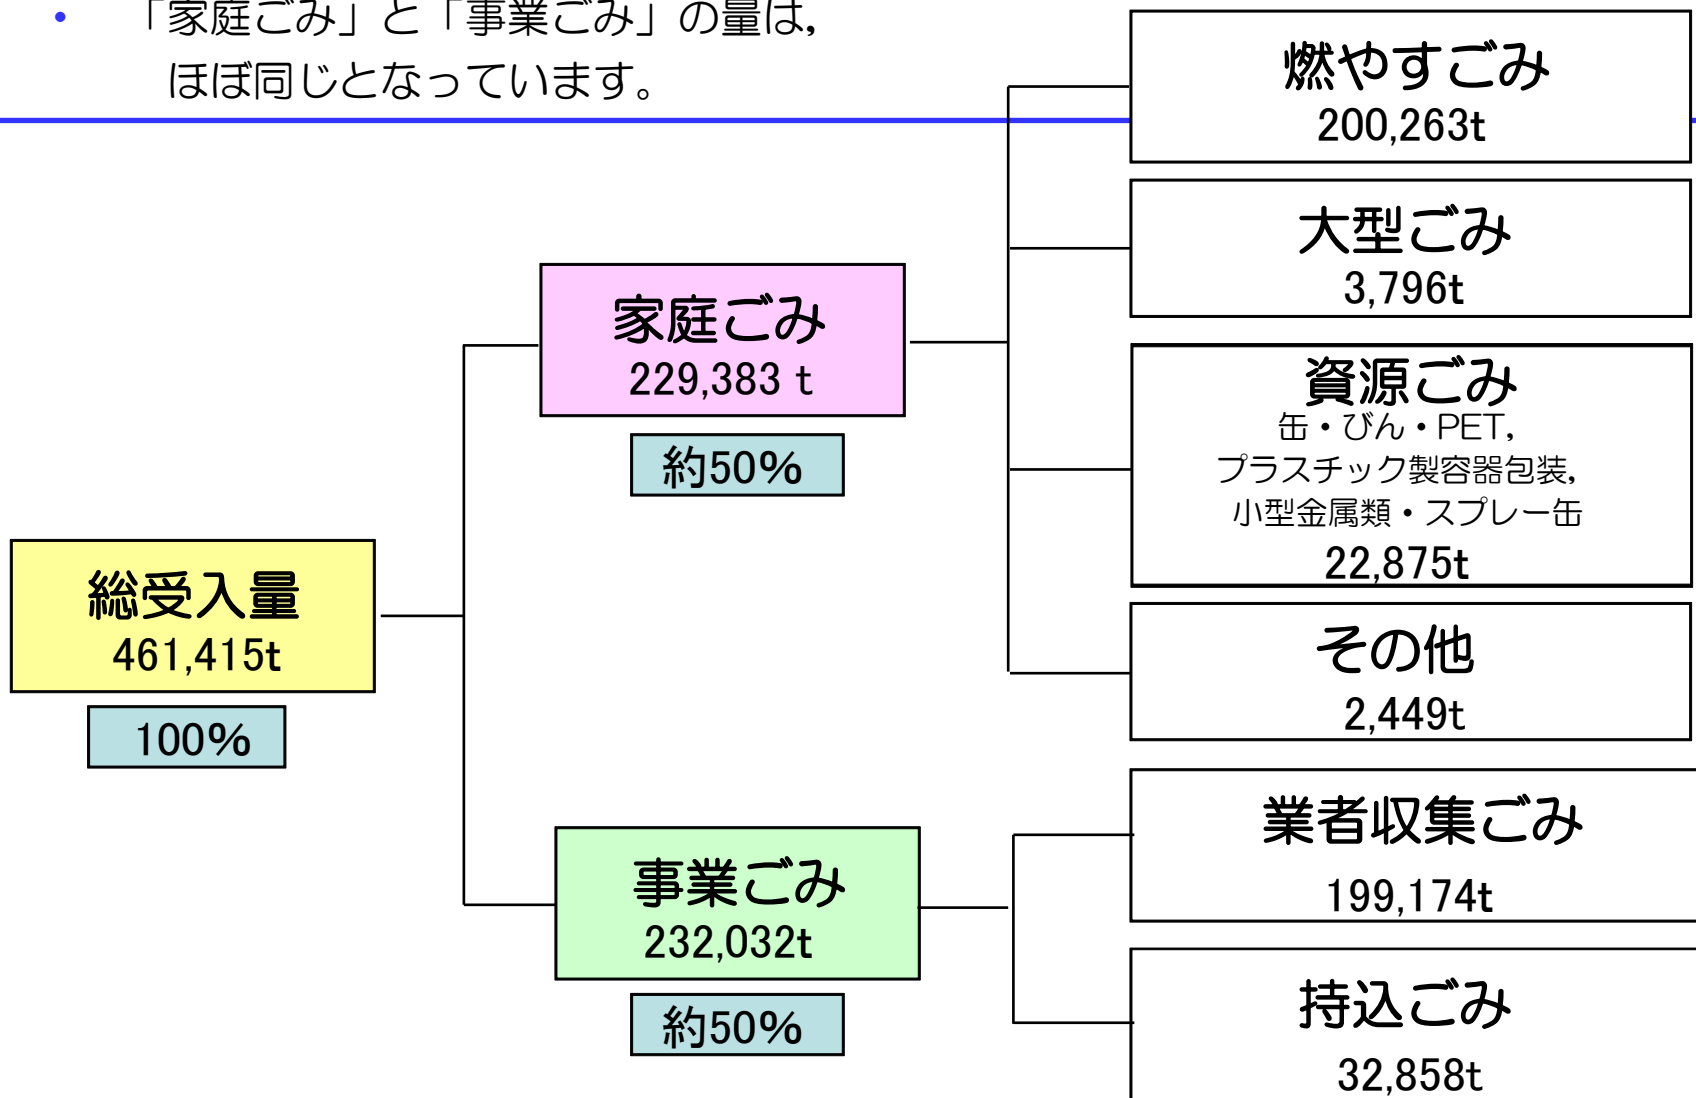 • 「家庭ごみ」と「事業ごみ」の量は,
ほぼ同じとなっています。
総受入量
461,415t
100%
家庭ごみ
229,383 t
約50%
燃やすごみ
200,263t
大型ごみ
3,796t
資源ごみ
缶・びん・PET,
プラスチック製容器包装,
小型金属類・スプレー缶
22,875t
その他
2,449t
事業ごみ
232,032t
約50%
業者収集ごみ
199,174t
持込ごみ
32,858t